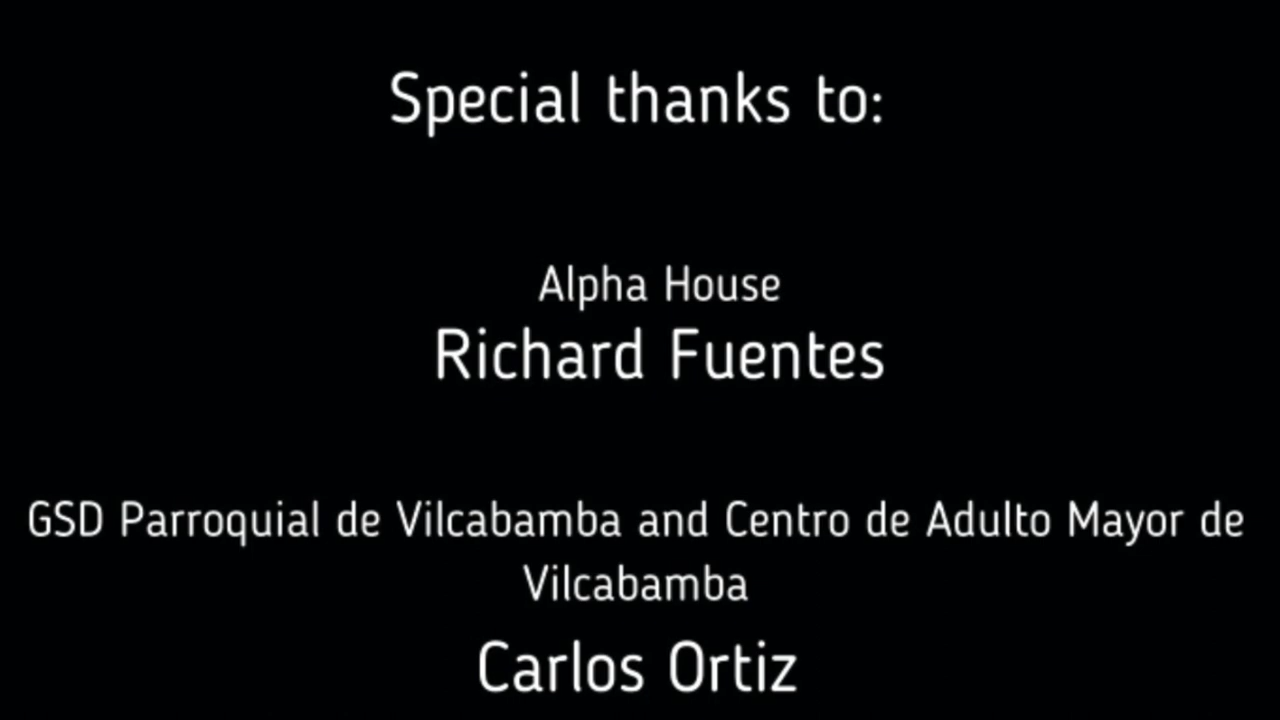 Special thanks to:
Alpha House
Richard Fuentes
GSD Parroquial de Vilcabamba and Centro de Adulto Mayor de
Vilcabamba
Carlos Ortiz